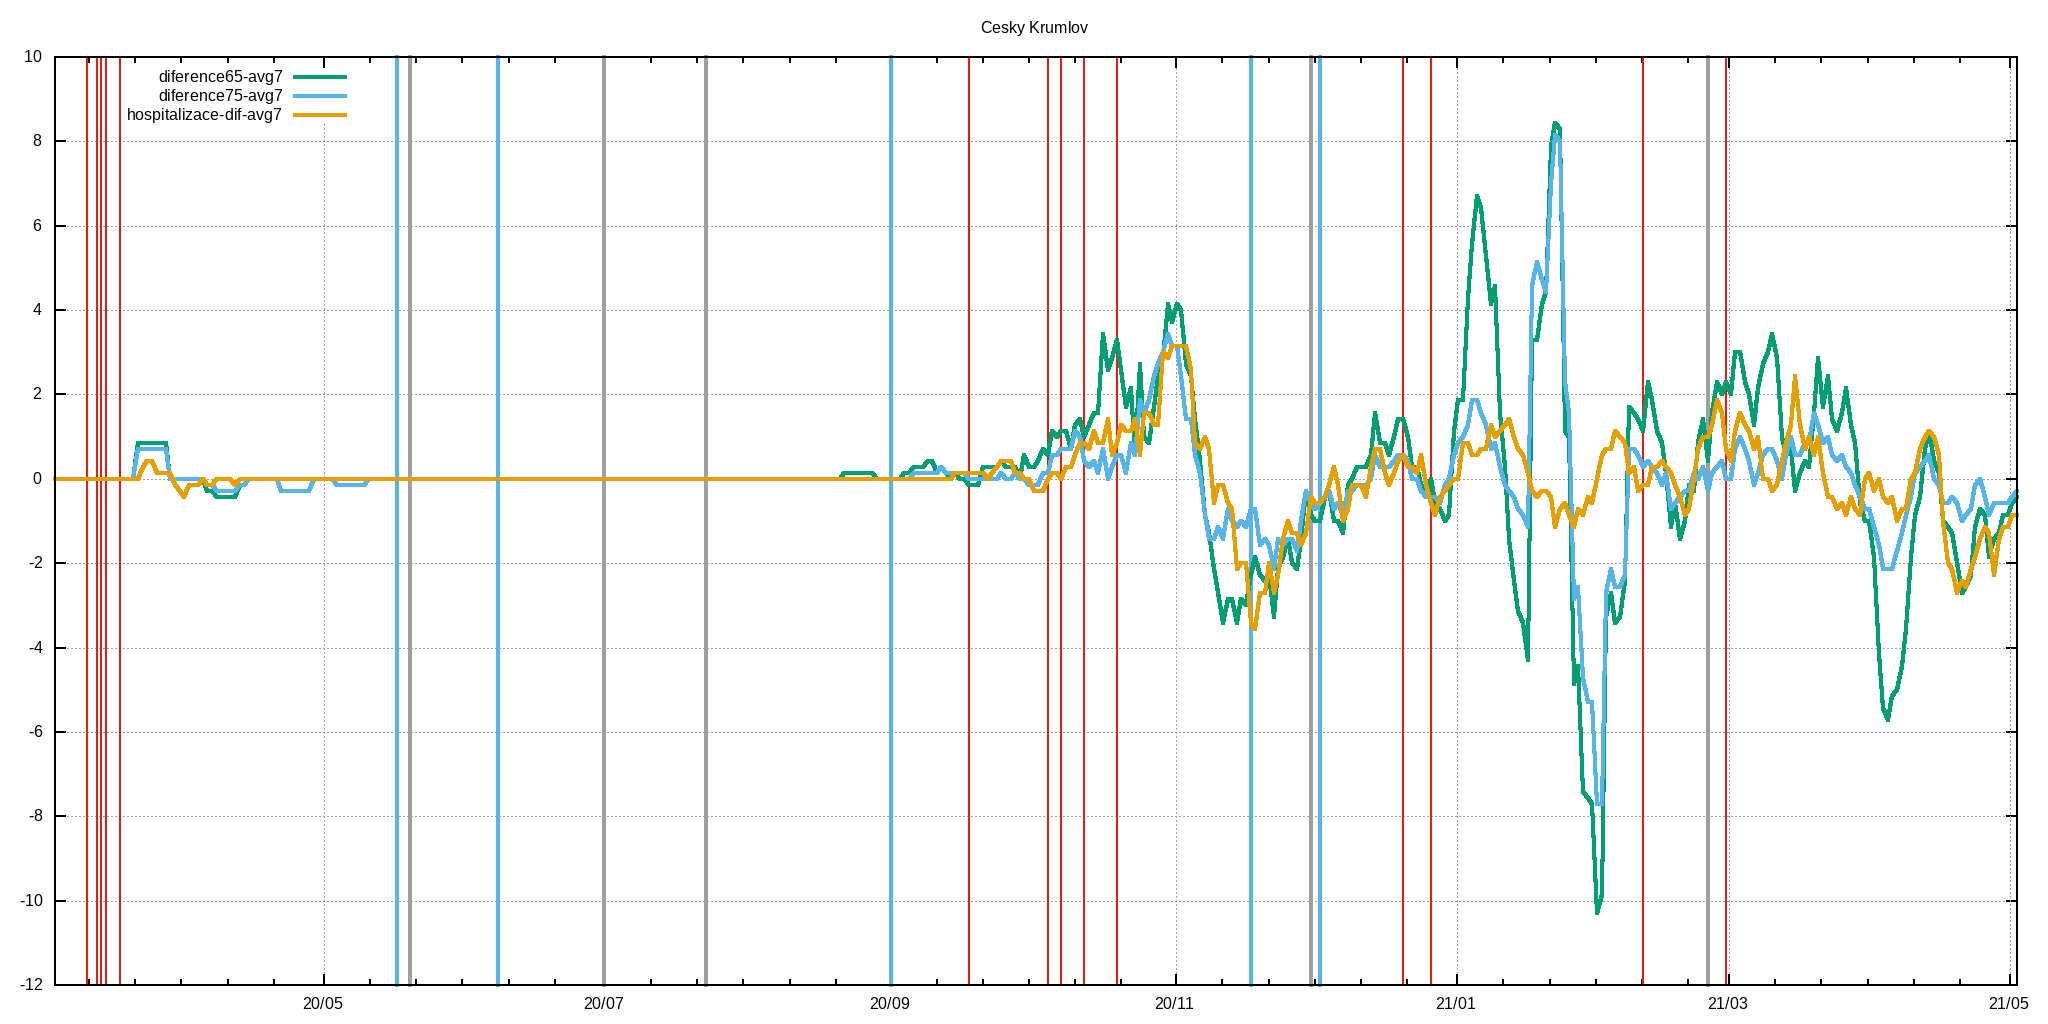 Cesky Krumlov
10
8
6
4
2
0
-2
-4
-6
-8
-10
-12
diference65-avg7
diference75-avg7
hospitalizace-dif-avg7
20/05 20/07 20/09 20/11 21/01 21/03 21/05